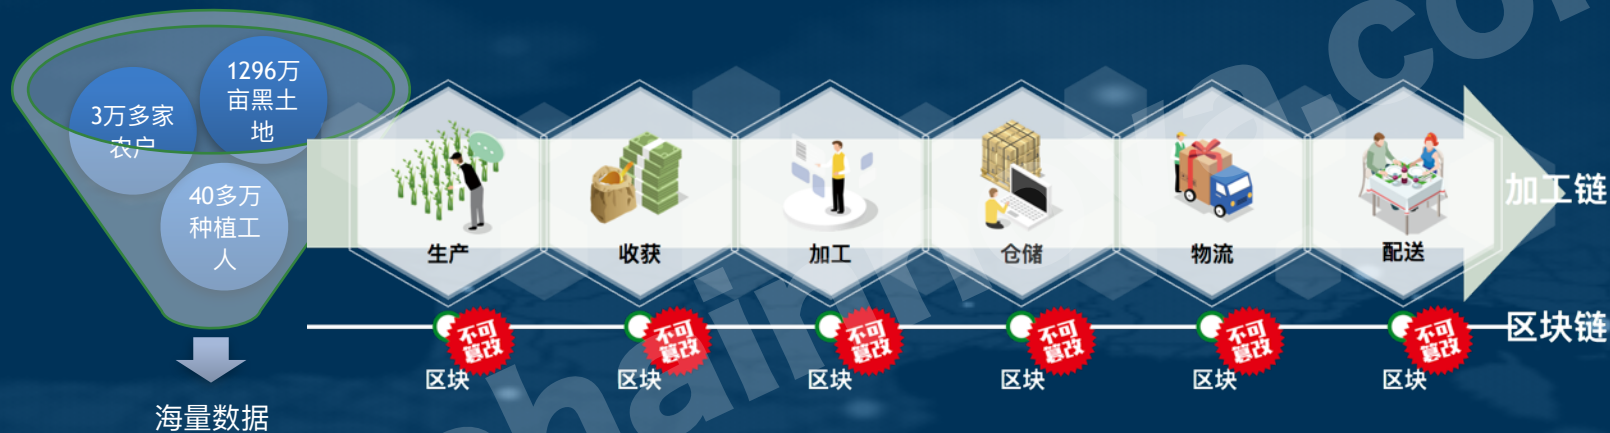 3万多家
农户
1296万
亩黑土
地
40多万
种植工
人
海量数据
生产
收获
加工
仓储
物流
配送
加工链
不可
篡改
不可
篡改
不可
篡改
不可
篡改
不可
篡改
不可
篡改
区块链
区块
区块
区块
区块
区块
区块